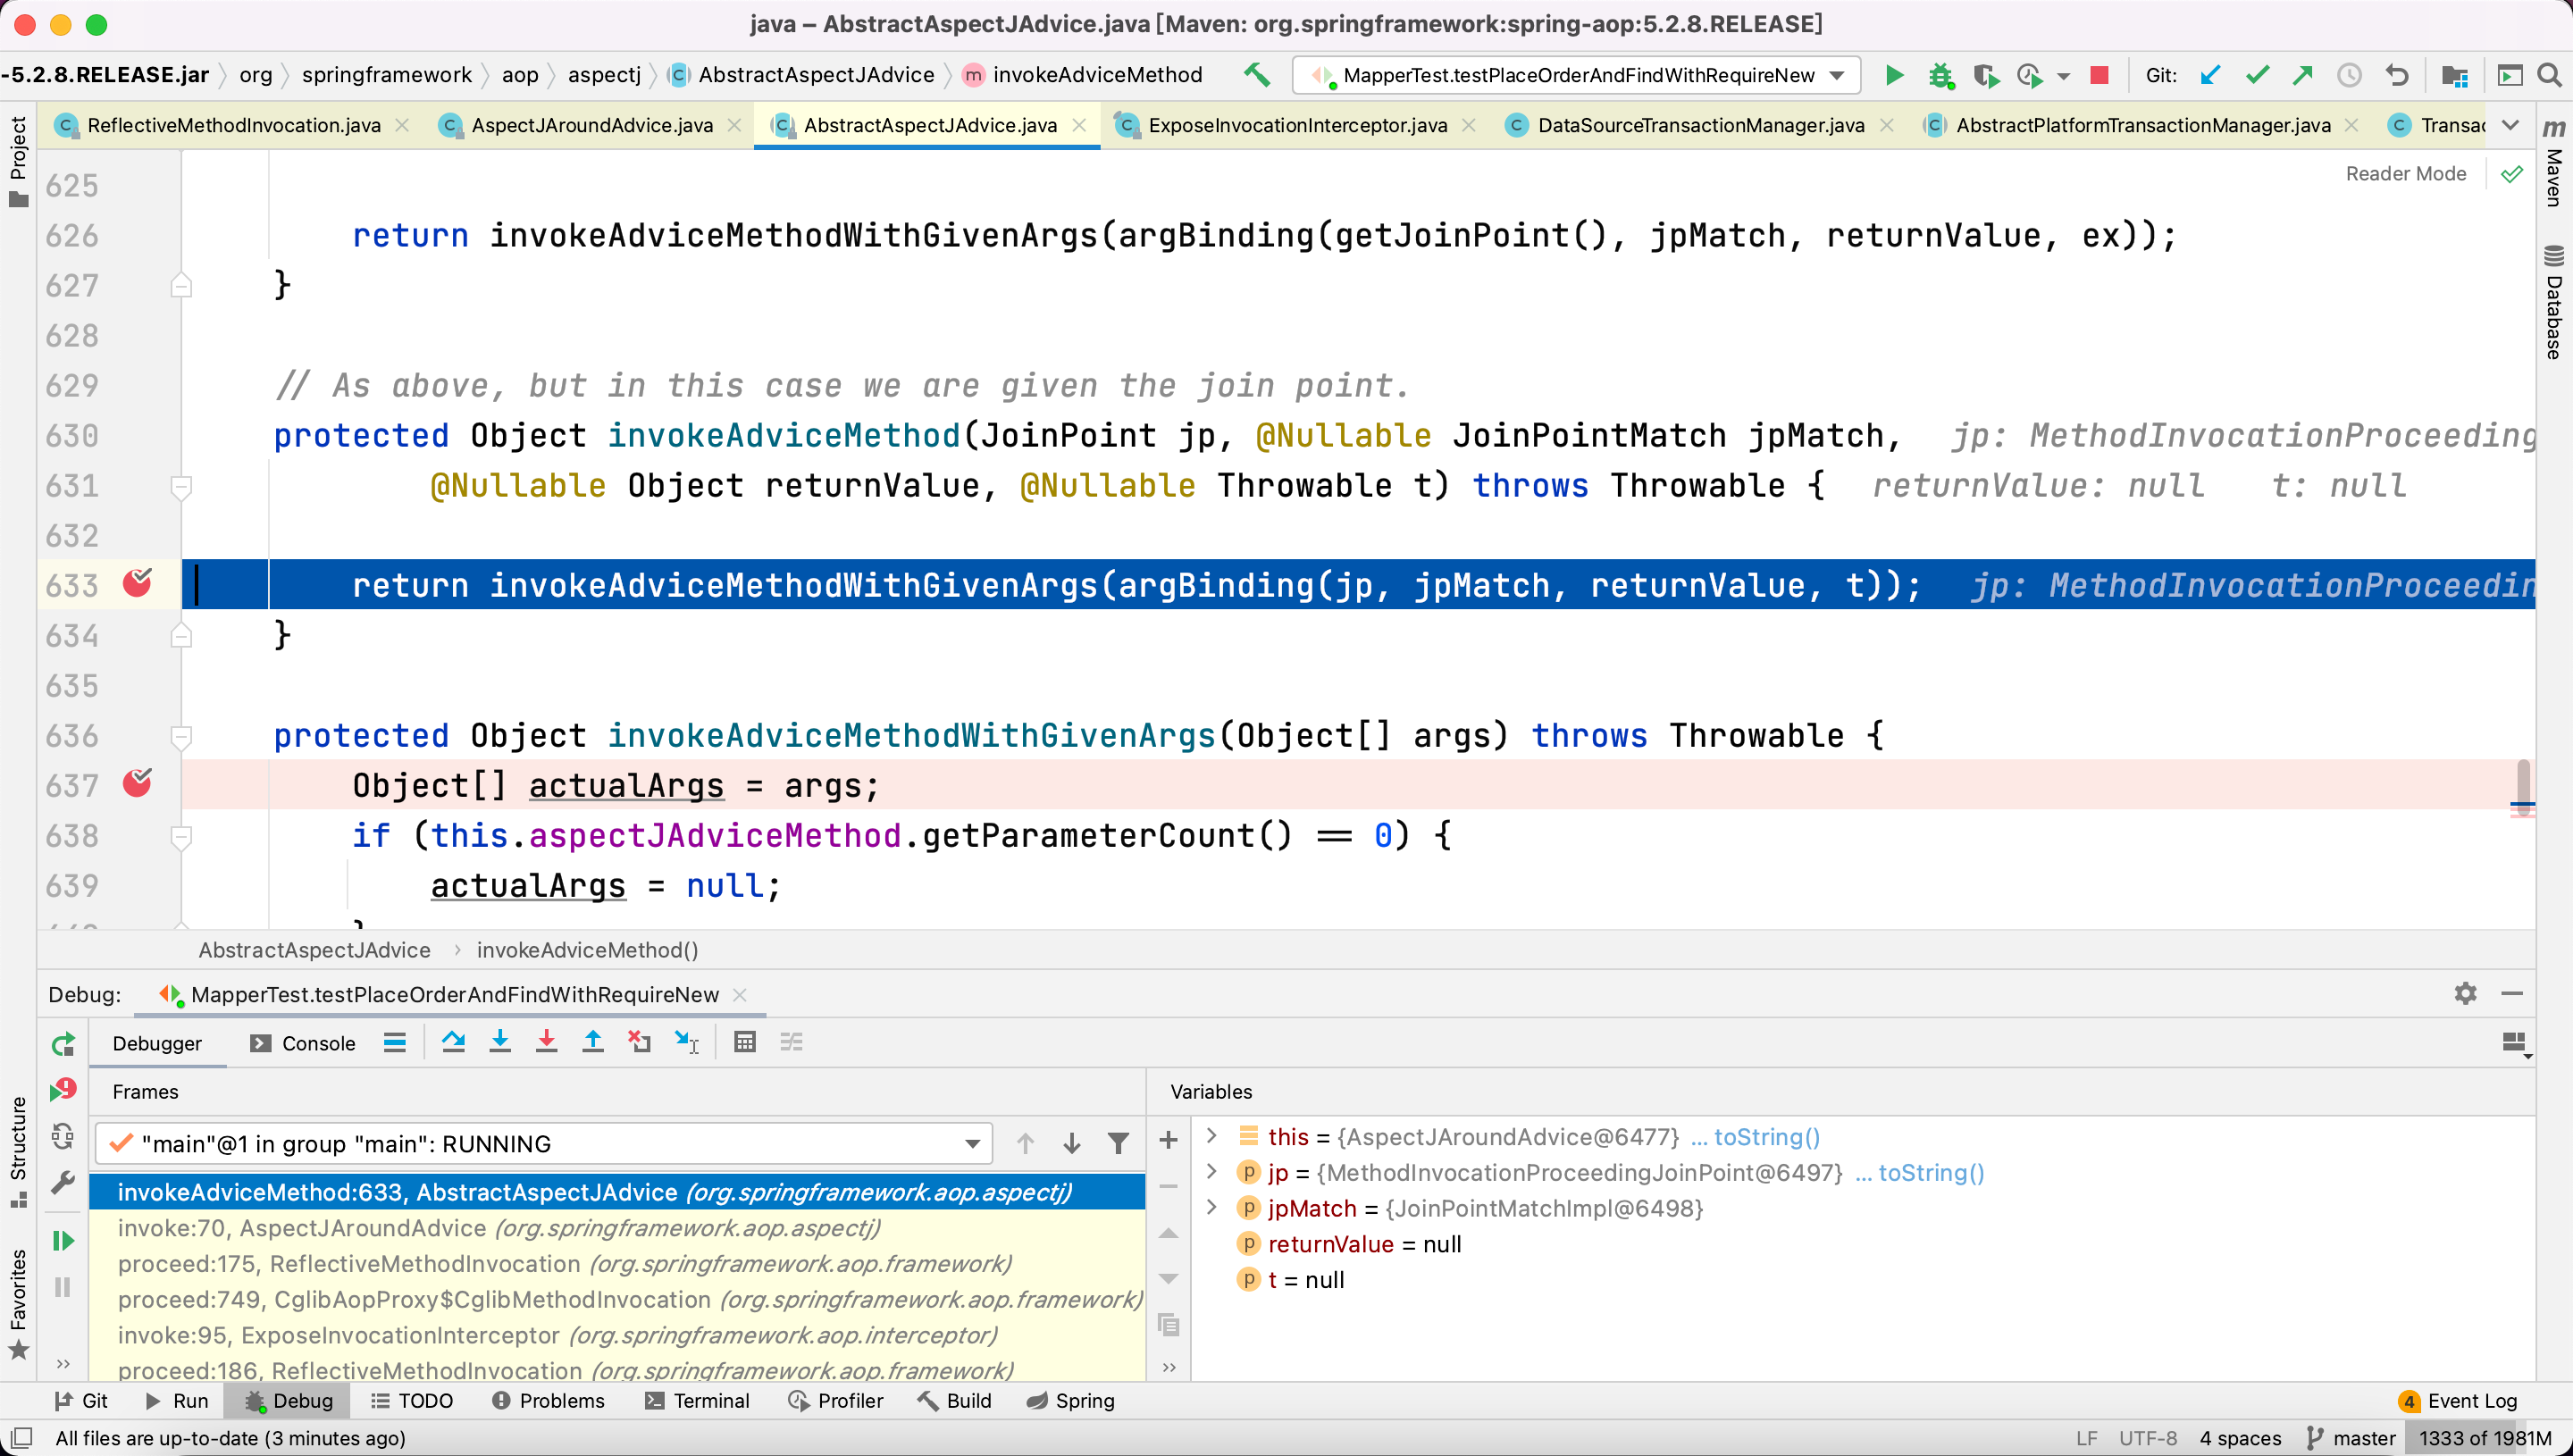 java – AbstractAspectJAdvice.java [Maven: org.springframework:spring-aop:5.2.8.RELEASE]
-5.2.8.RELEASE.jar org springframework aop aspectj C AbstractAspectJAdvice m invokeAdviceMethod MapperTest.testPlaceOrderAndFindWithRequireNew Git:
ReflectiveMethodInvocation.java AspectJAroundAdvice.java AbstractAspectJAdvice.java ExposeInvocationInterceptor.java DataSourceTransactionManager.java AbstractPlatformTransactionManager.java Transac
Project
Maven
Database
Reader Mode
625
626 return invokeAdviceMethodWithGivenArgs(argBinding(getJoinPoint(), jpMatch, returnValue, ex));
627 }
628
629 // As above, but in this case we are given the join point.
630 protected Object invokeAdviceMethod(JoinPoint jp, @Nullable JoinPointMatch jpMatch, jp: MethodInvocationProceeding
631 @Nullable Object returnValue, @Nullable Throwable t) throws Throwable { returnValue: null t: null
632
633 return invokeAdviceMethodWithGivenArgs(argBinding(jp, jpMatch, returnValue, t)); jp: MethodInvocationProceedin
634 }
635
636 protected Object invokeAdviceMethodWithGivenArgs(Object[] args) throws Throwable {
637 Object[] actualArgs = args;
638 if (this.aspectJAdviceMethod.getParameterCount() == 0) {
639 actualArgs = null;
AbstractAspectJAdvice › invokeAdviceMethod()
Debug: MapperTest.testPlaceOrderAndFindWithRequireNew
Debugger Console
Frames
"main"@1 in group "main": RUNNING
invokeAdviceMethod:633, AbstractAspectJAdvice (org.springframework.aop.aspectj)
invoke:70, AspectJAroundAdvice (org.springframework.aop.aspectj)
proceed:175, ReflectiveMethodInvocation (org.springframework.aop.framework)
proceed:749, CglibAopProxy$CglibMethodInvocation (org.springframework.aop.framework)
invoke:95, ExposeInvocationInterceptor (org.springframework.aop.interceptor)
proceed:186, ReflectiveMethodInvocation (org.springframework.aop.framework)
Variables
this = {AspectJAroundAdvice@6477} ... toString()
p jp = {MethodInvocationProceedingJoinPoint@6497} ... toString()
p jpMatch = {JoinPointMatchImpl@6498}
p returnValue = null
p t = null
Structure
Favorites
Git Run Debug TODO Problems Terminal Profiler Build Spring 4 Event Log
All files are up-to-date (3 minutes ago) LF UTF-8 4 spaces master 1333 of 1981M